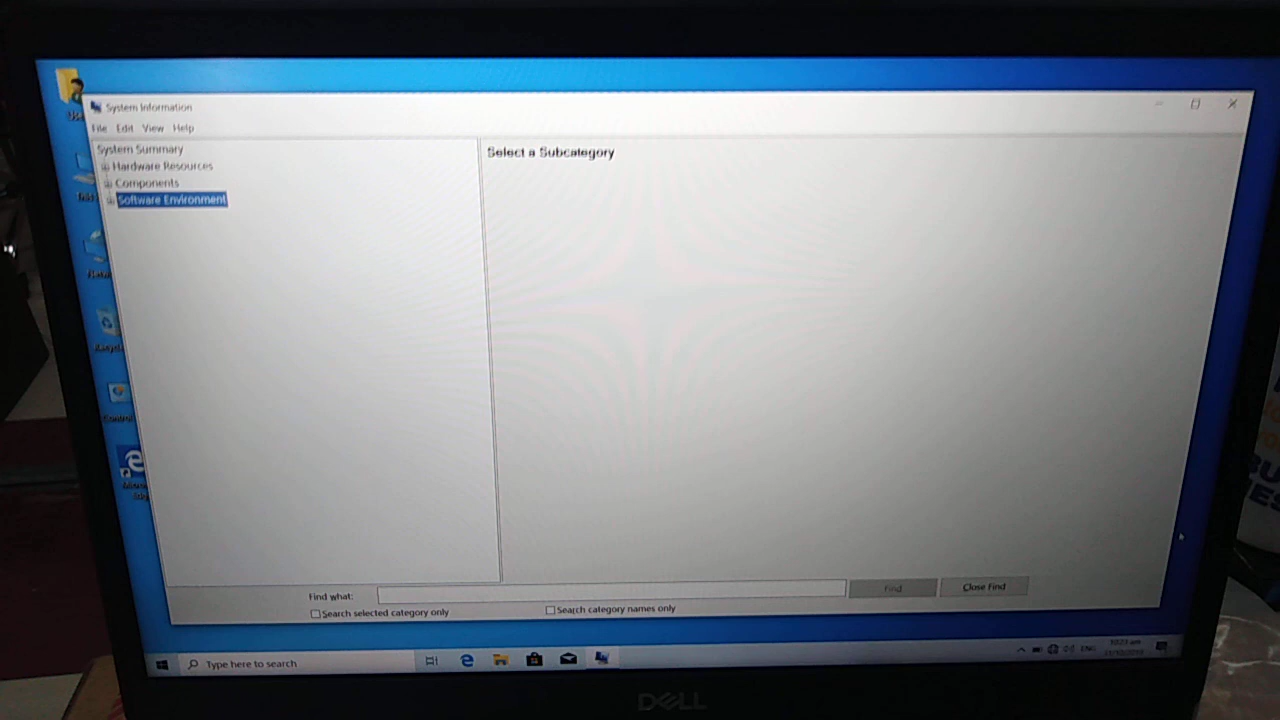 System Information
File Edit View Help
System Summary
Hardware Resources
Components
Software Environment
Select a Subcategory
Find what:
Find
Close Find
Search selected category only
Search category names only
Type here to search
ENG
DELL